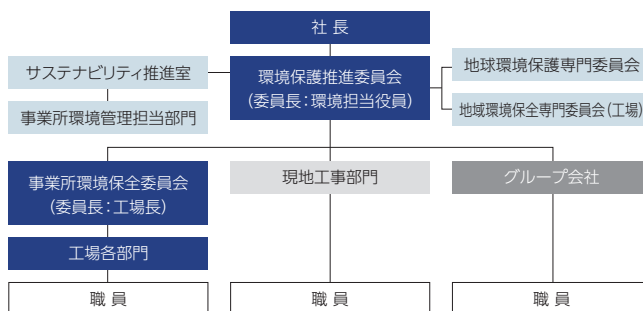 社 長
サステナビリティ推進室
環境保護推進委員会
(委員長:環境担当役員)
地球環境保護専門委員会
事業所環境管理担当部門
地域環境保全専門委員会(工場)
事業所環境保全委員会
(委員長:工場長)
現地工事部門
グループ会社
工場各部門
職 員
職 員
職 員